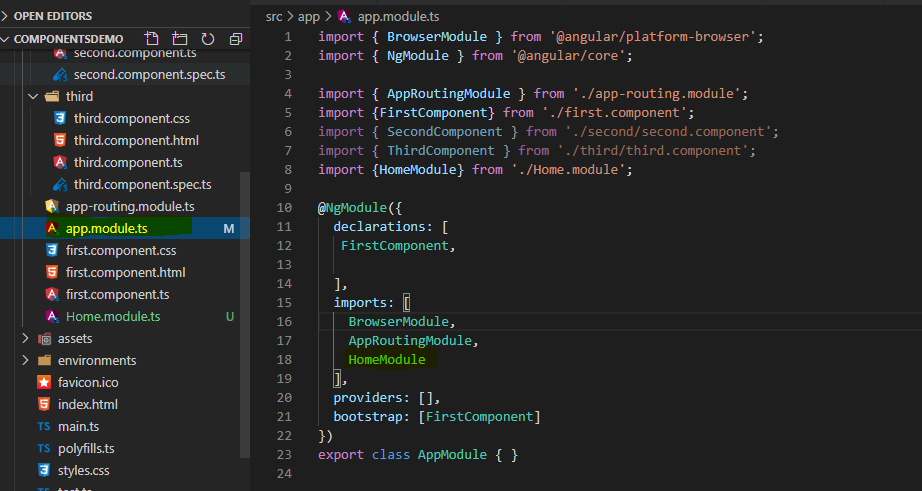 OPEN EDITORS
COMPONENTSDEMO
second.component.ts
second.component.spec.ts
third
third.component.css
third.component.html
third.component.ts
third.component.spec.ts
app-routing.module.ts
app.module.ts M
first.component.css
first.component.html
first.component.ts
Home.module.ts U
assets
environments
favicon.ico
index.html
TS main.ts
TS polyfills.ts
styles.css
TS test.ts
src > app > app.module.ts
1 import { BrowserModule } from '@angular/platform-browser';
2 import { NgModule } from '@angular/core';
3
4 import { AppRoutingModule } from './app-routing.module';
5 import {FirstComponent} from './first.component';
6 import { SecondComponent } from './second/second.component';
7 import { ThirdComponent } from './third/third.component';
8 import {HomeModule} from './Home.module';
9
10 @NgModule({
11 declarations: [
12 FirstComponent,
13
14 ],
15 imports: [
16 BrowserModule,
17 AppRoutingModule,
18 HomeModule
19 ],
20 providers: [],
21 bootstrap: [FirstComponent]
22 })
23 export class AppModule { }
24